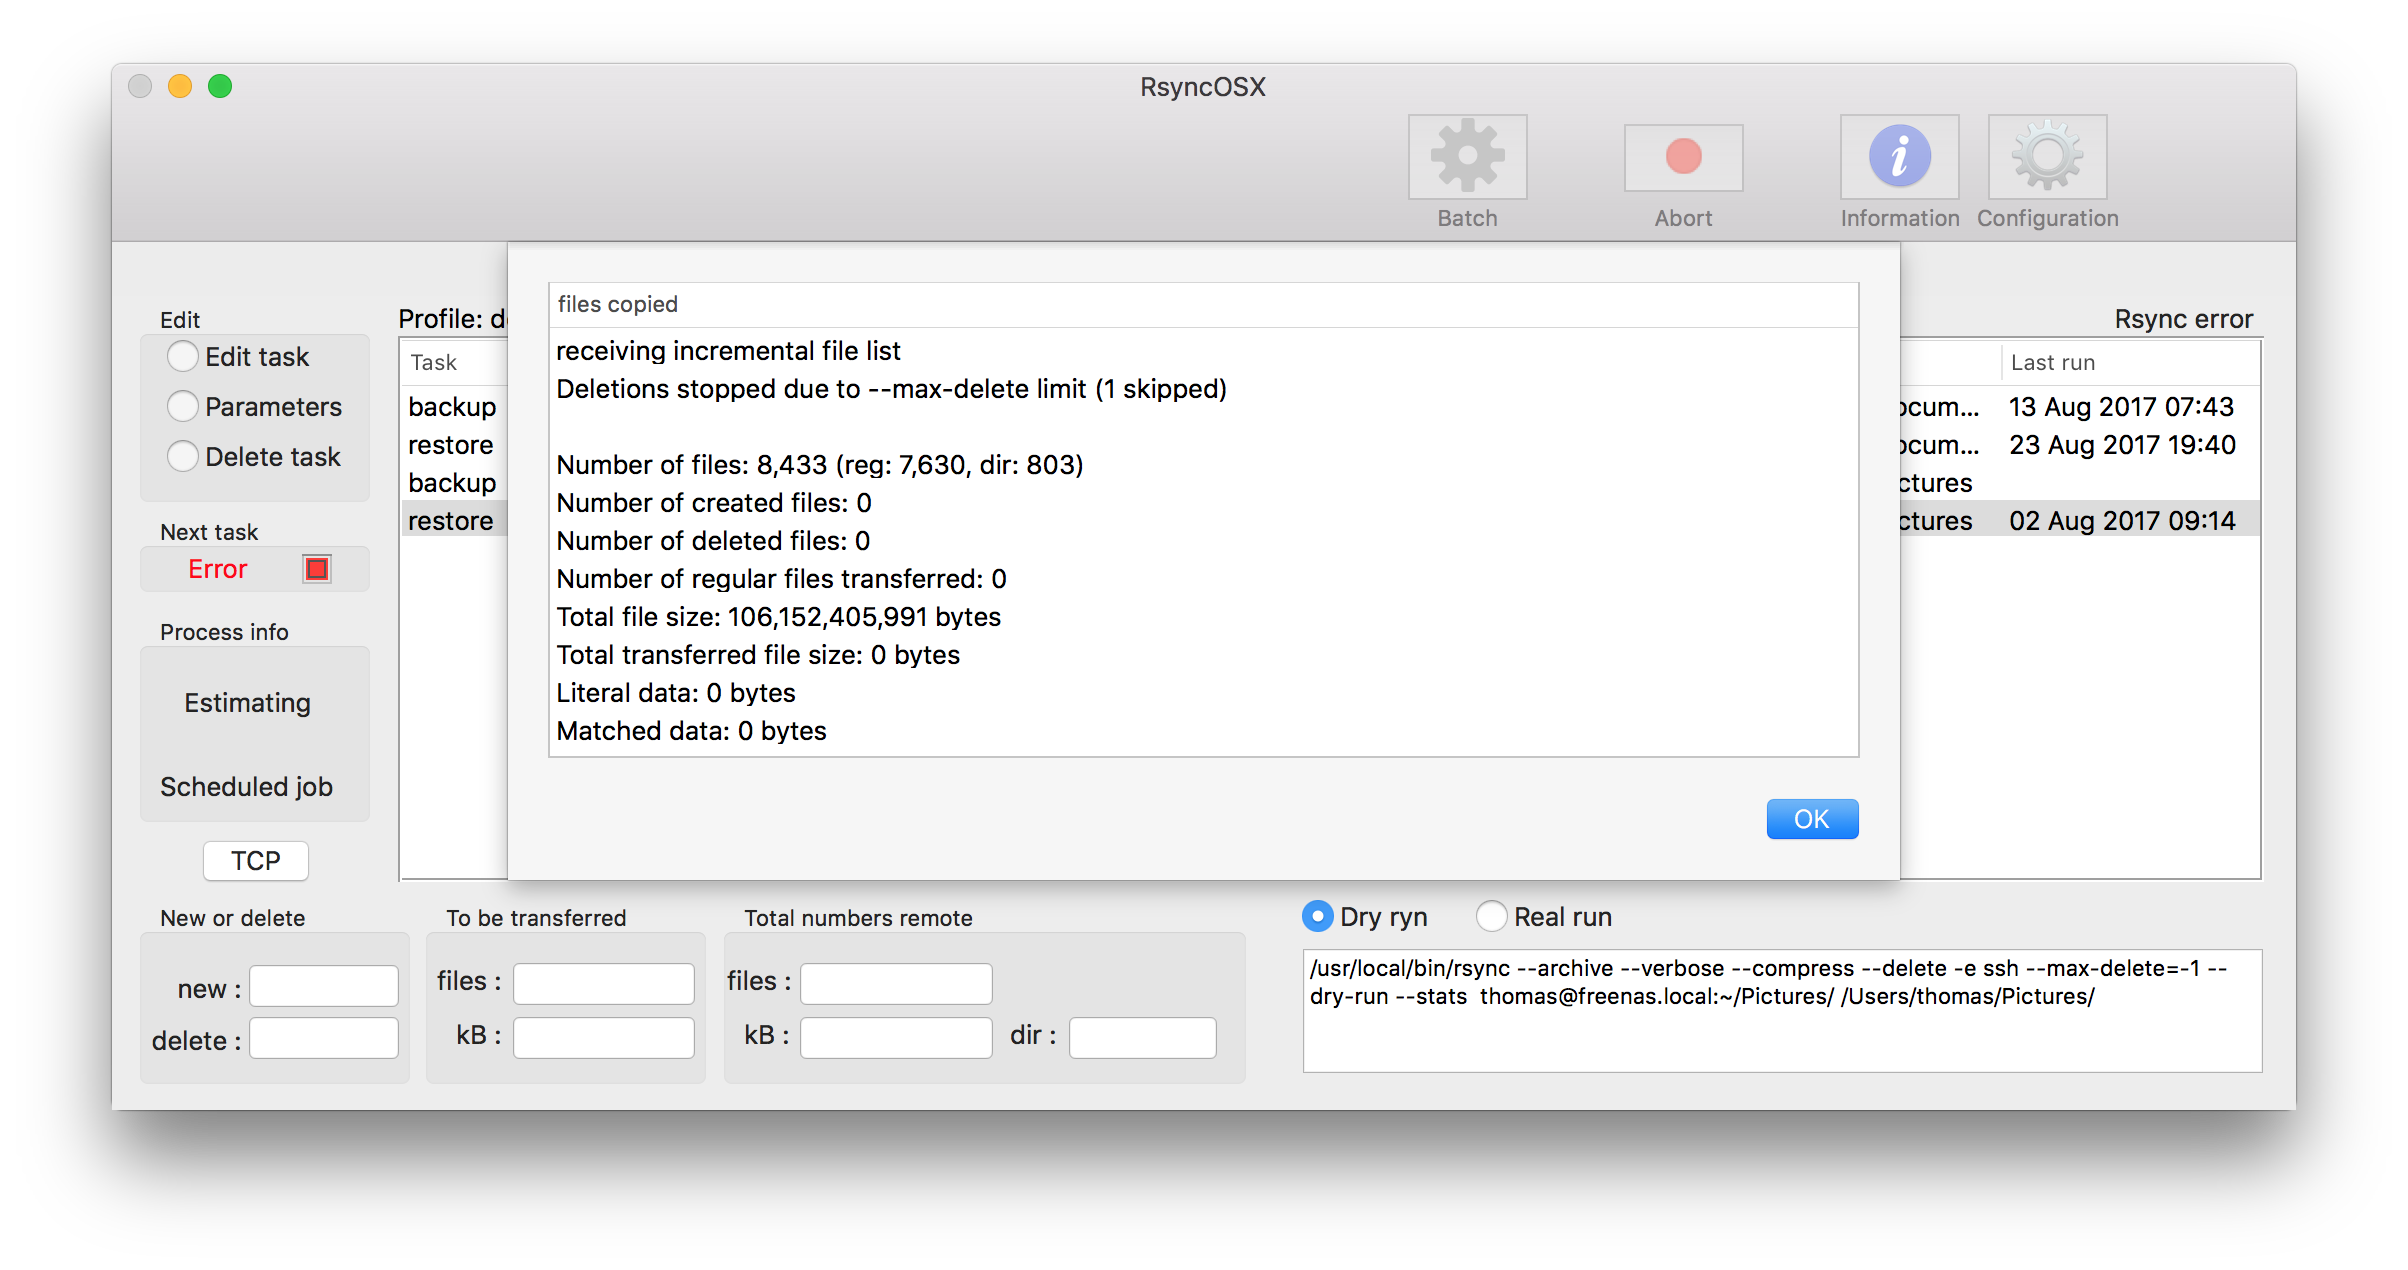 RsyncOSX
Batch
Abort
Information
Configuration
Edit
Edit task
Parameters
Delete task
Next task
Error
Process info
Estimating
Scheduled job
TCP
Profile:
Rsync error
Task
Last run
backup
13 Aug 2017 07:43
restore
23 Aug 2017 19:40
backup
restore
02 Aug 2017 09:14
files copied
receiving incremental file list
Deletions stopped due to --max-delete limit (1 skipped)
Number of files: 8,433 (reg: 7,630, dir: 803)
Number of created files: 0
Number of deleted files: 0
Number of regular files transferred: 0
Total file size: 106,152,405,991 bytes
Total transferred file size: 0 bytes
Literal data: 0 bytes
Matched data: 0 bytes
OK
New or delete
new :
delete :
To be transferred
files :
kB :
Total numbers remote
files :
kB :
dir :
Dry ryn
Real run
/usr/local/bin/rsync --archive --verbose --compress --delete -e ssh --max-delete=-1 --
dry-run --stats  thomas@freenas.local:~/Pictures/ /Users/thomas/Pictures/